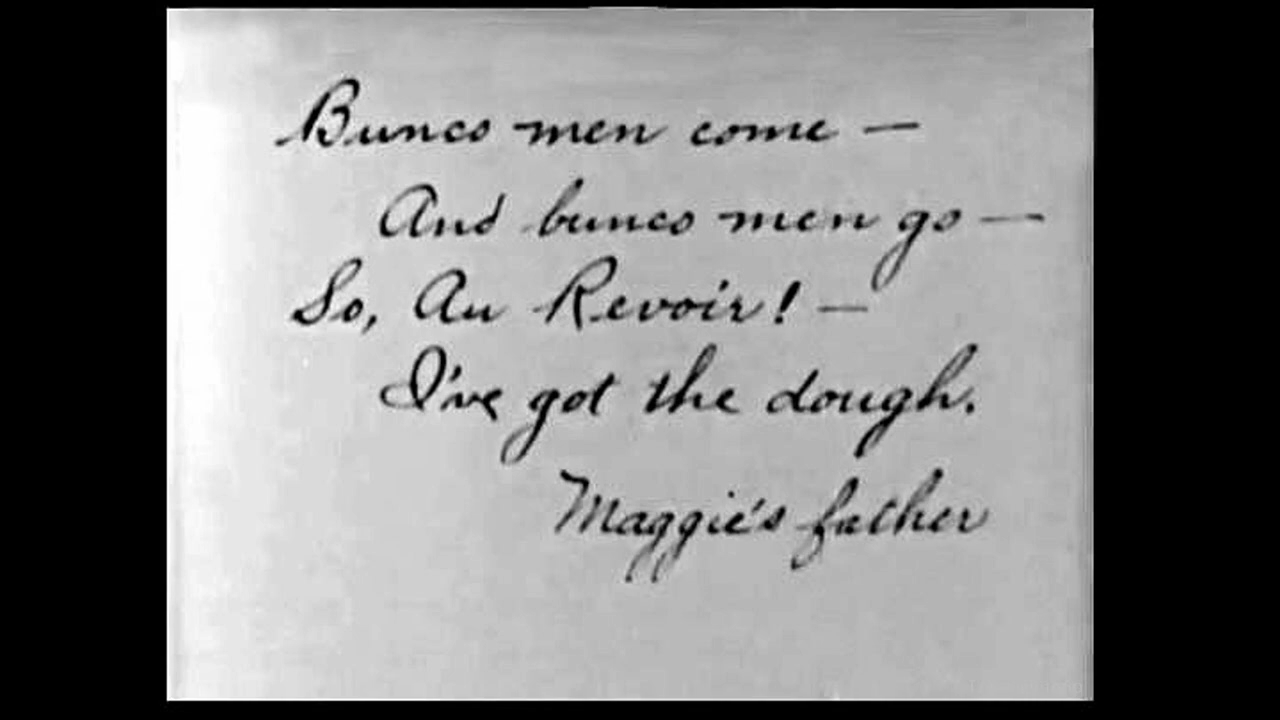 Bunco men come —
And bunco men go —
So, Au Revoir! —
I've got the dough.
Maggie's father